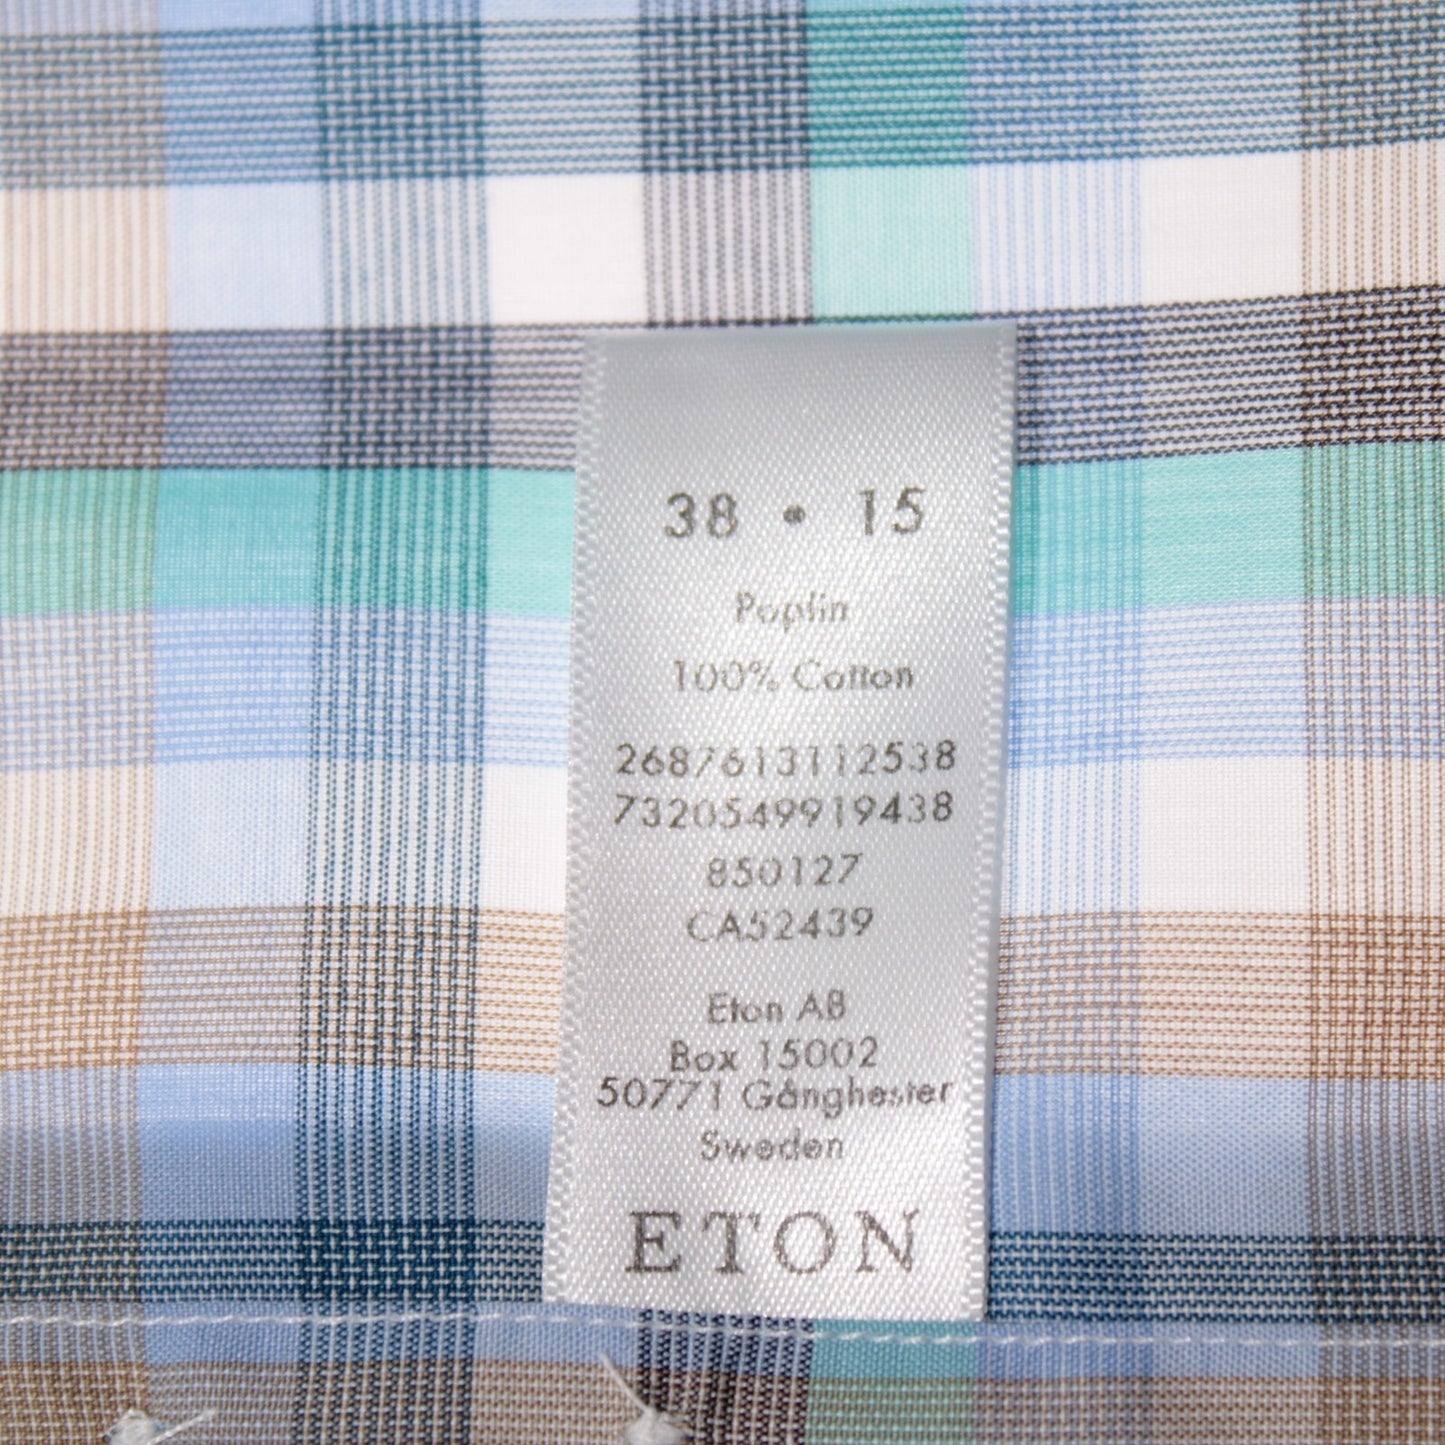 38 • 15
Poplin
100% Cotton
2687613112538
7320549919438
850127
CA52439
Eton AB
Box 15002
50771 Gånghester
Sweden
ETON